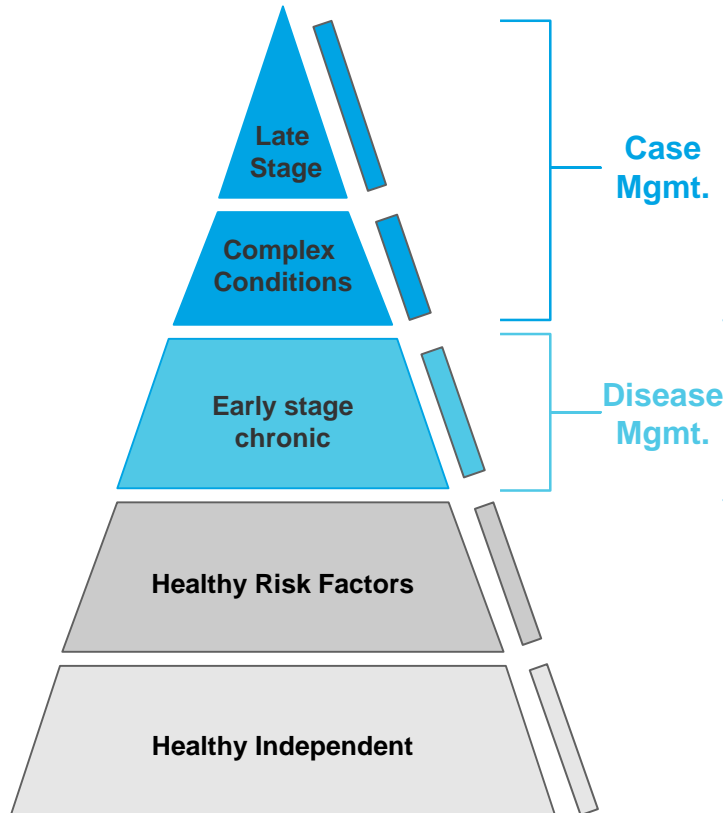 Late
Stage
Case
Mgmt.
Complex
Conditions
Early stage
chronic
Disease
Mgmt.
Healthy Risk Factors
Healthy Independent